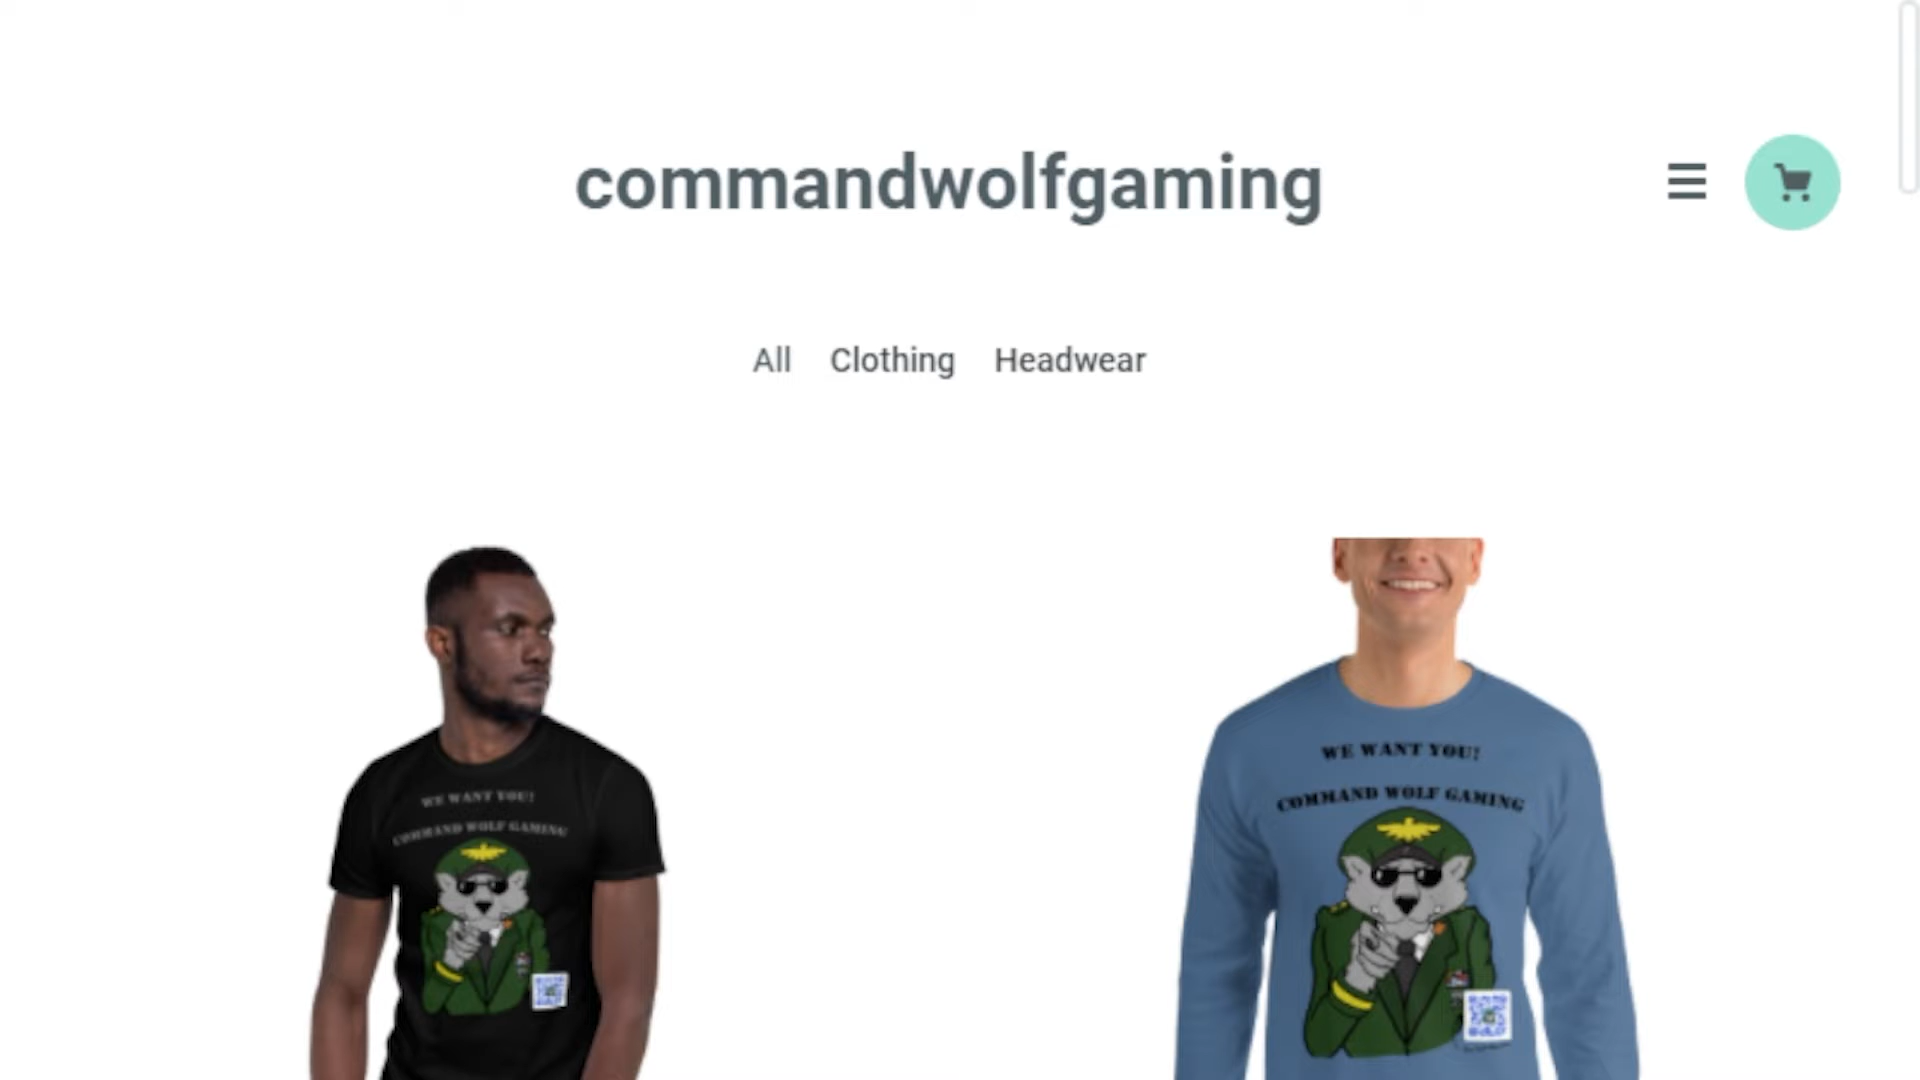 commandwolfgaming
All Clothing Headwear
WE WANT YOU!
COMMAND WOLF GAMING
WE WANT YOU!
COMMAND WOLF GAMING